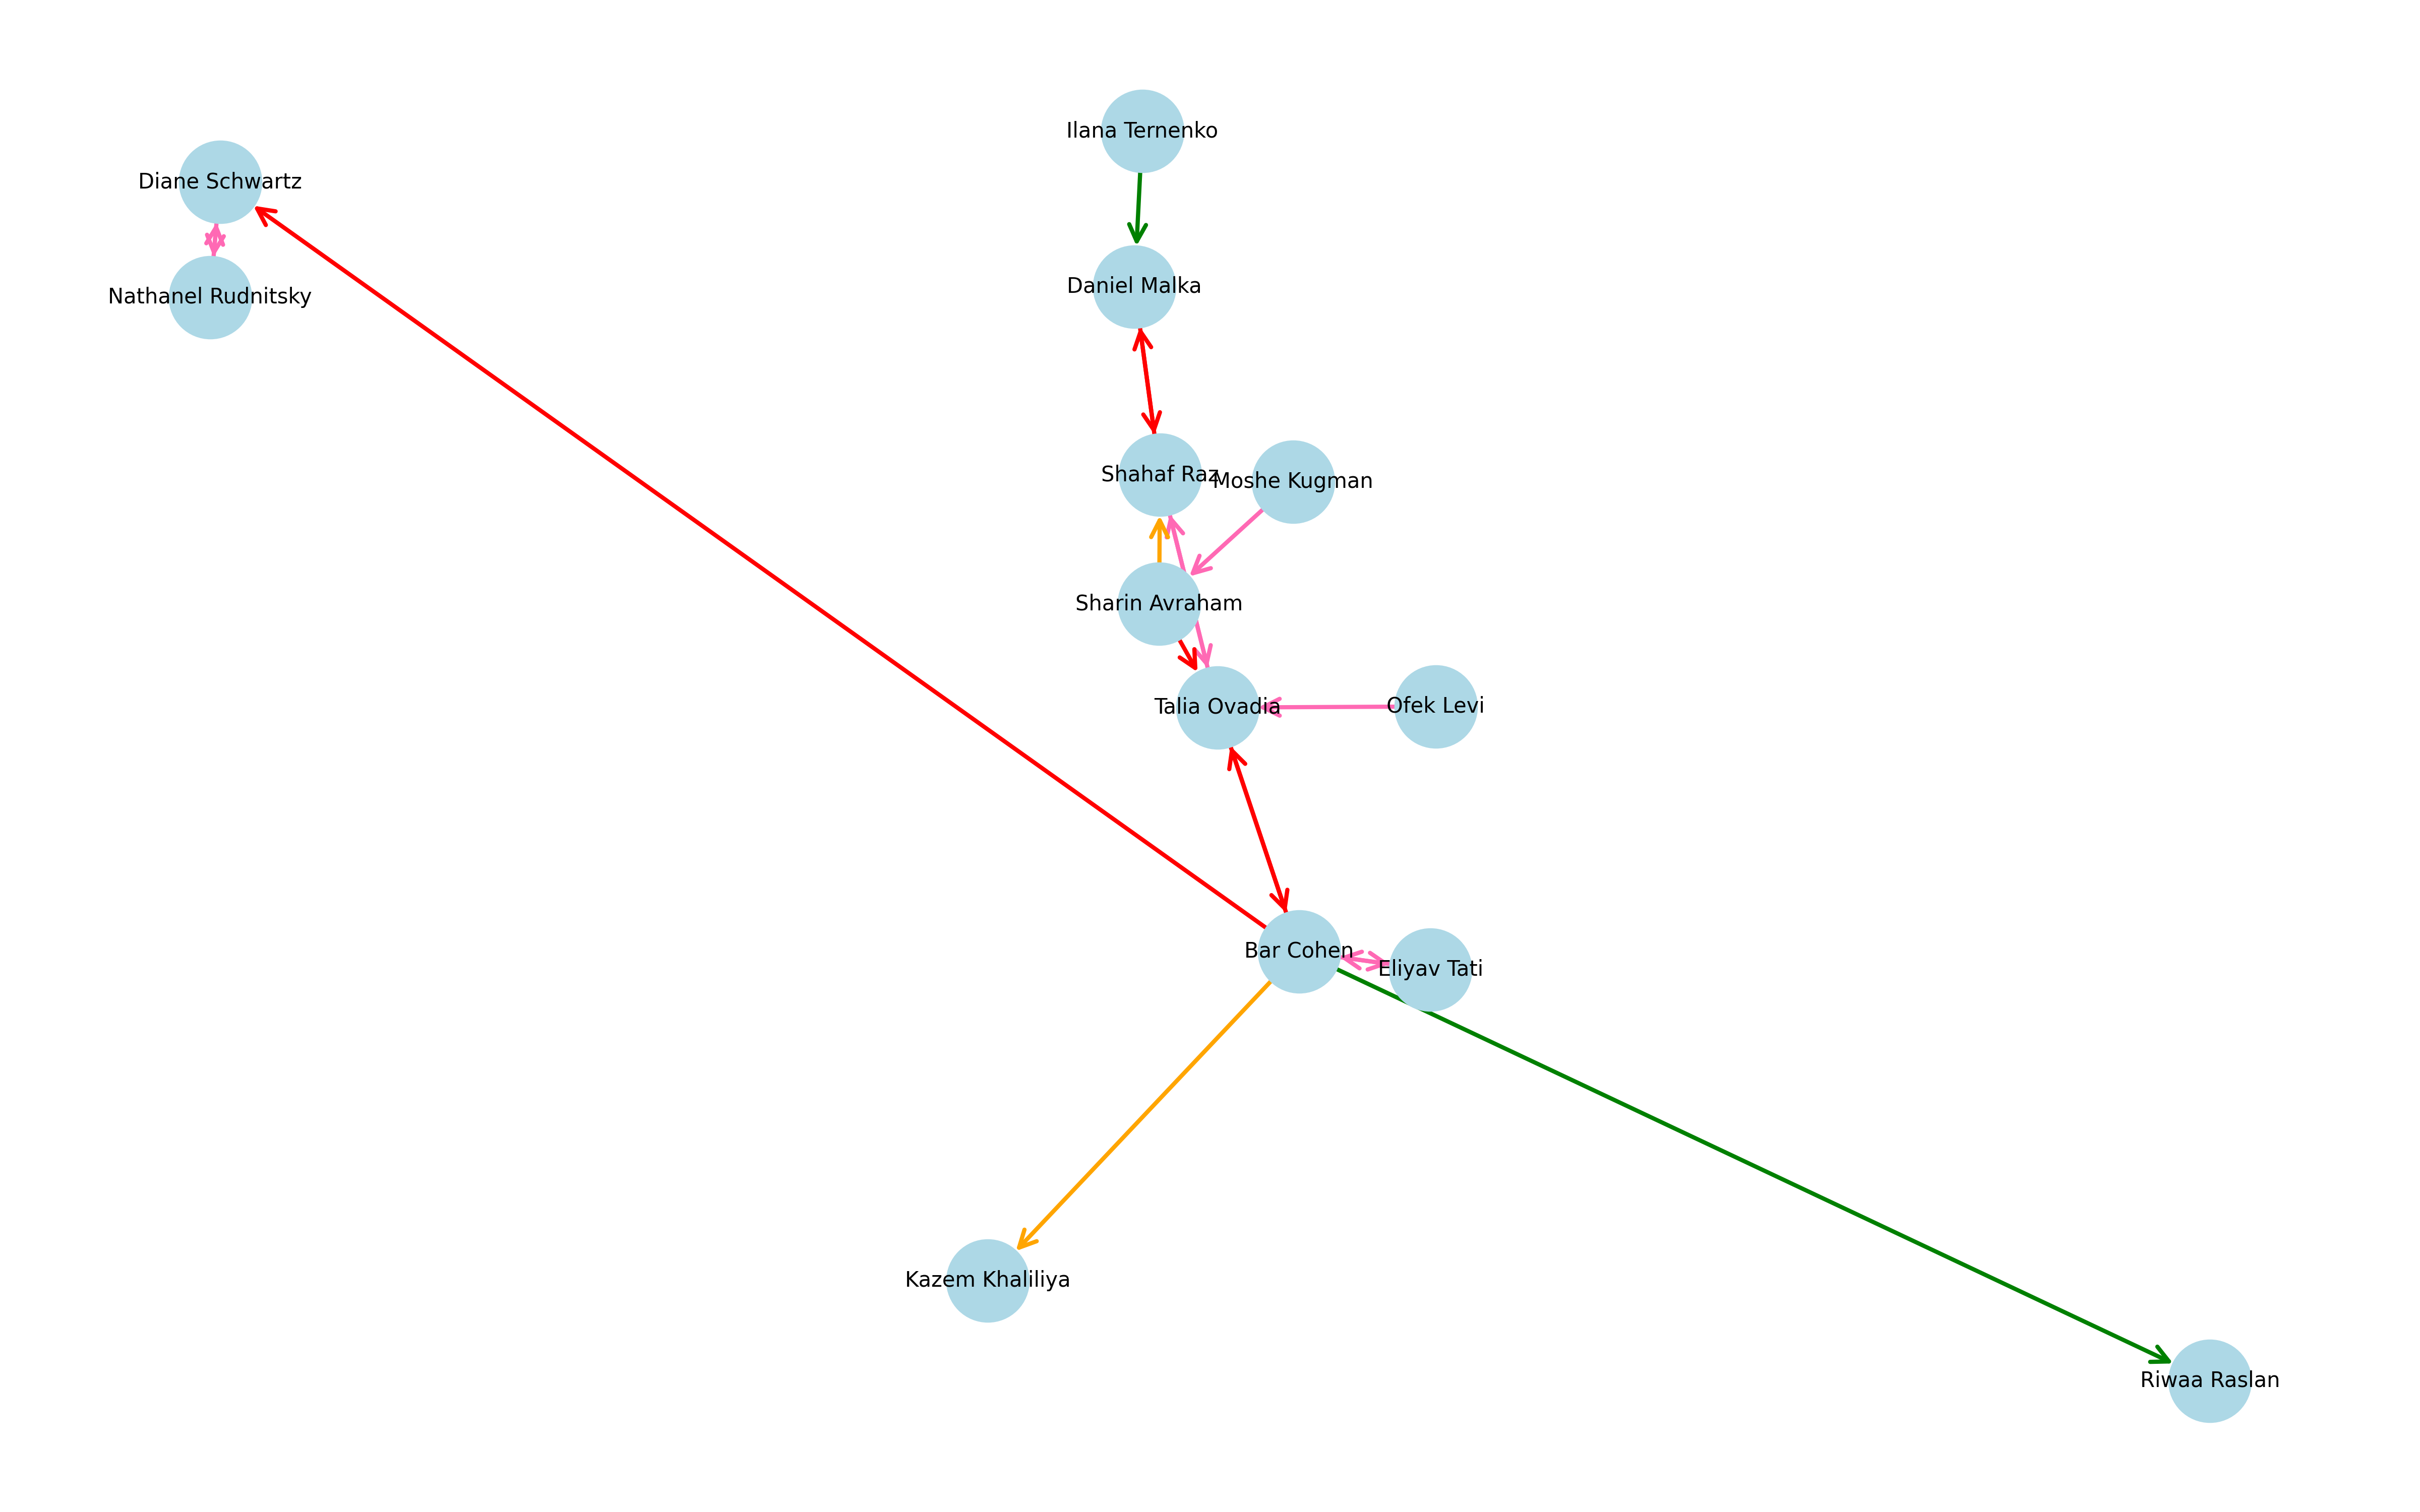 Ilana Ternenko
Diane Schwartz
Daniel Malka
Nathanel Rudnitsky
Shahaf Raz
Moshe Kugman
Sharin Avraham
Talia Ovadia
Ofek Levi
Bar Cohen
Eliyav Tati
Kazem Khaliliya
Riwaa Raslan